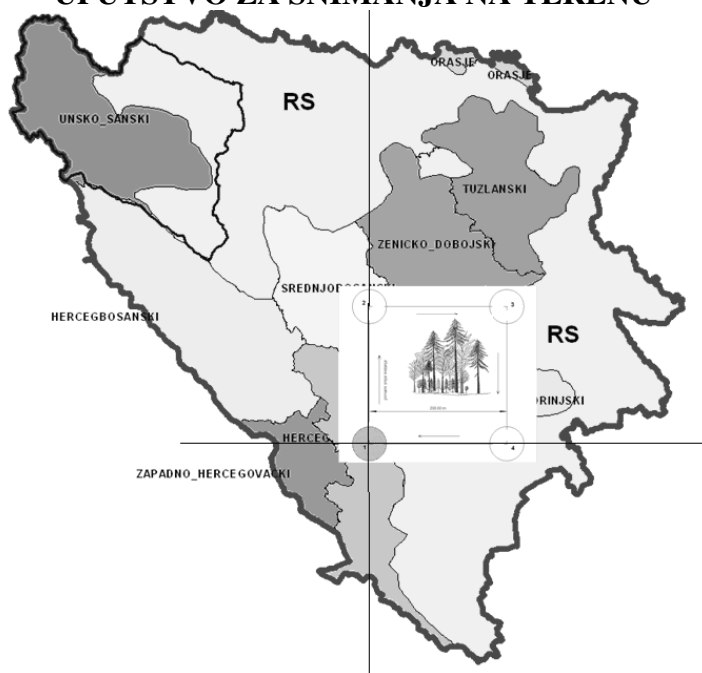 UPUTSTVO ZA SNIMANJA NA TERENU
ORASJE
ORASJE
RS
UNSKO_SANSKI
TUZLANSKI
ZENICKO_DOBOJSKI
HERCEGBOSANSKI
RS
2
3
HERCEG
1
4
ZAPADNO_HERCEGOVACKI